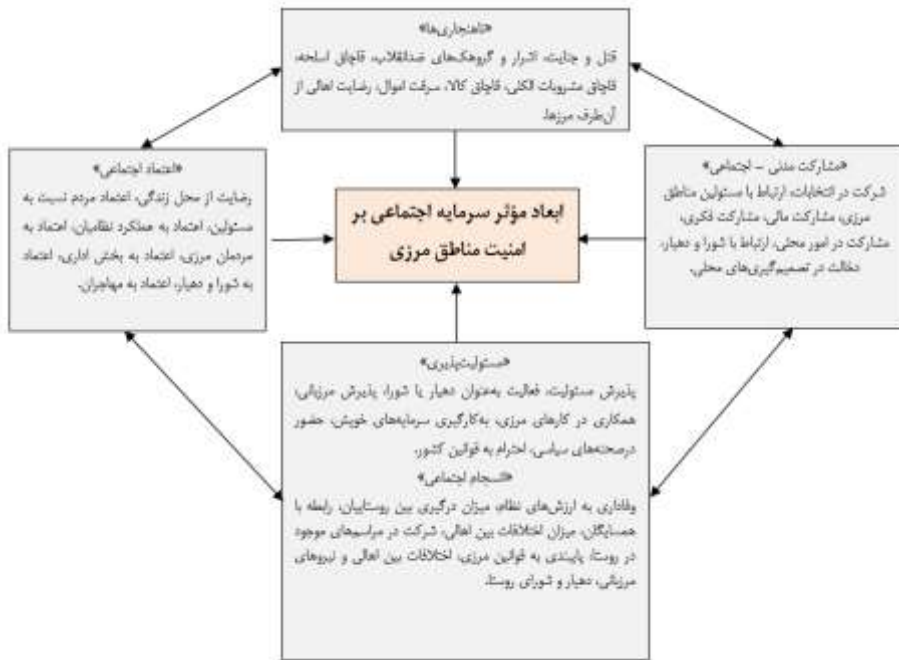 «ناهنجاری‌ها»
قتل و جنایت، اشرار و گروهک‌های ضدانقلاب، قاچاق اسلحه،
قاچاق مشروبات الکلی، قاچاق کالا، سرقت اموال، رضایت اهالی از
آن‌طرف مرزها.
«مشارکت مدنی - اجتماعی»
شرکت در انتخابات، ارتباط با مسئولین مناطق
مرزی، مشارکت مالی، مشارکت فکری،
مشارکت در امور محلی، ارتباط با شورا و دهیار،
دخالت در تصمیم‌گیری‌های محلی.
ابعاد مؤثر سرمایه اجتماعی بر
امنیت مناطق مرزی
«اعتماد اجتماعی»
رضایت از محل زندگی، اعتماد مردم نسبت به
مسئولین، اعتماد به عملکرد نظامیان، اعتماد به
مردمان مرزی، اعتماد به بخش اداری، اعتماد
به شورا و دهیار، اعتماد به مهاجران.
«مسئولیت‌پذیری»
پذیرش مسئولیت، فعالیت به‌عنوان دهیار یا شورا، پذیرش مرزبانی،
همکاری در کارهای مرزی، به‌کارگیری سرمایه‌های خویش، حضور
درصحنه‌های سیاسی، احترام به قوانین کشور.
«انسجام اجتماعی»
وفاداری به ارزش‌های نظام، میزان درگیری بین روستاییان، رابطه با
همسایگان، میزان اختلافات بین اهالی، شرکت در مراسم‌های موجود
در روستا، پایبندی به قوانین مرزی، اختلافات بین اهالی و نیروهای
مرزبانی، دهیار و شورای روستا.